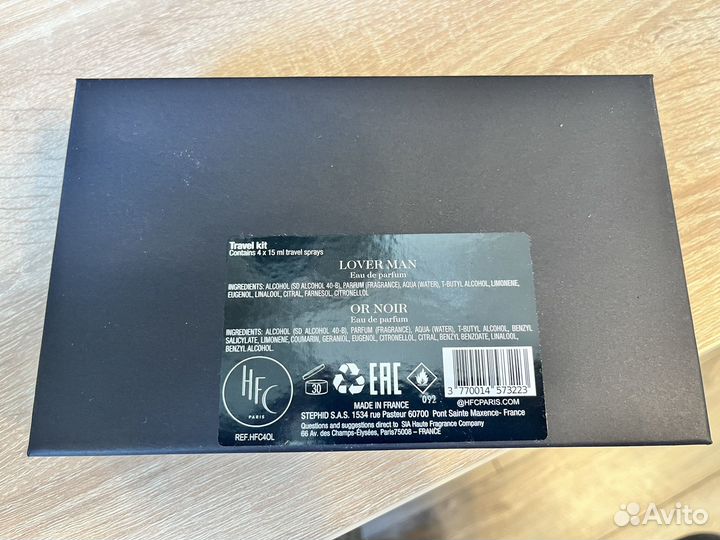 Travel kit
Contains 4 x 15 ml travel sprays
LOVER MAN
Eau de parfum
INGREDIENTS: ALCOHOL (SD ALCOHOL 40-B), PARFUM (FRAGRANCE), AQUA (WATER), T-BUTYL ALCOHOL, LIMONENE,
EUGENOL, LINALOOL, CITRAL, FARNESOL, CITRONELLOL
OR NOIR
Eau de parfum
INGREDIENTS: ALCOHOL (SD ALCOHOL 40-B), PARFUM (FRAGRANCE), AQUA (WATER), T-BUTYL ALCOHOL, BENZYL
SALICYLATE, LIMONENE, COUMARIN, GERANIOL, EUGENOL, CITRONELLOL, CITRAL, BENZYL BENZOATE, LINALOOL,
BENZYL ALCOHOL.
HFC
PARIS
REF.HFC4OL
30
EAC
092
3 770014 573223
MADE IN FRANCE
@HFCPARIS.COM
STEPHID S.A.S. 1534 rue Pasteur 60700 Pont Sainte Maxence- France
Questions and suggestions direct to SIA Haute Fragrance Company
66 Av. des Champs-Élysées, Paris75008 – FRANCE
Avito